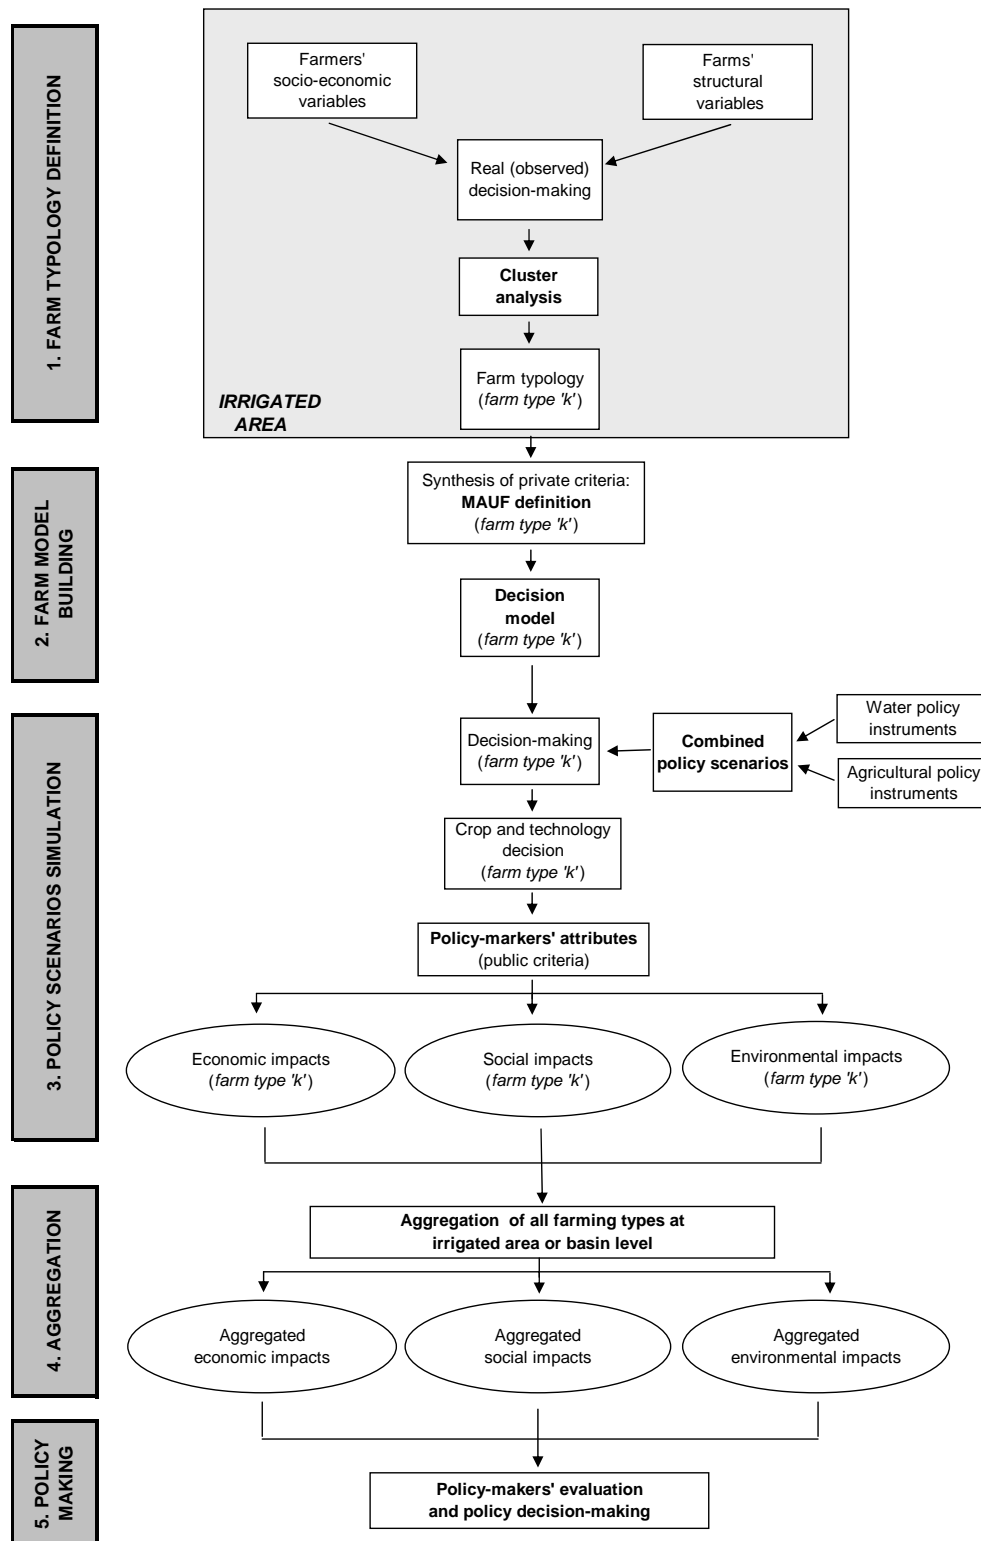 1. FARM TYPOLOGY DEFINITION
Farmers'
socio-economic
variables
Farms'
structural
variables
Real (observed)
decision-making
Cluster
analysis
Farm typology
(farm type 'k')
IRRIGATED
AREA
2. FARM MODEL
BUILDING
Synthesis of private criteria:
MAUF definition
(farm type 'k')
Decision
model
(farm type 'k')
3. POLICY SCENARIOS SIMULATION
Decision-making
(farm type 'k')
Combined
policy scenarios
Water policy
instruments
Agricultural policy
instruments
Crop and technology
decision
(farm type 'k')
Policy-markers' attributes
(public criteria)
Economic impacts
(farm type 'k')
Social impacts
(farm type 'k')
Environmental impacts
(farm type 'k')
4. AGGREGATION
Aggregation of all farming types at
irrigated area or basin level
Aggregated
economic impacts
Aggregated
social impacts
Aggregated
environmental impacts
5. POLICY
MAKING
Policy-makers' evaluation
and policy decision-making